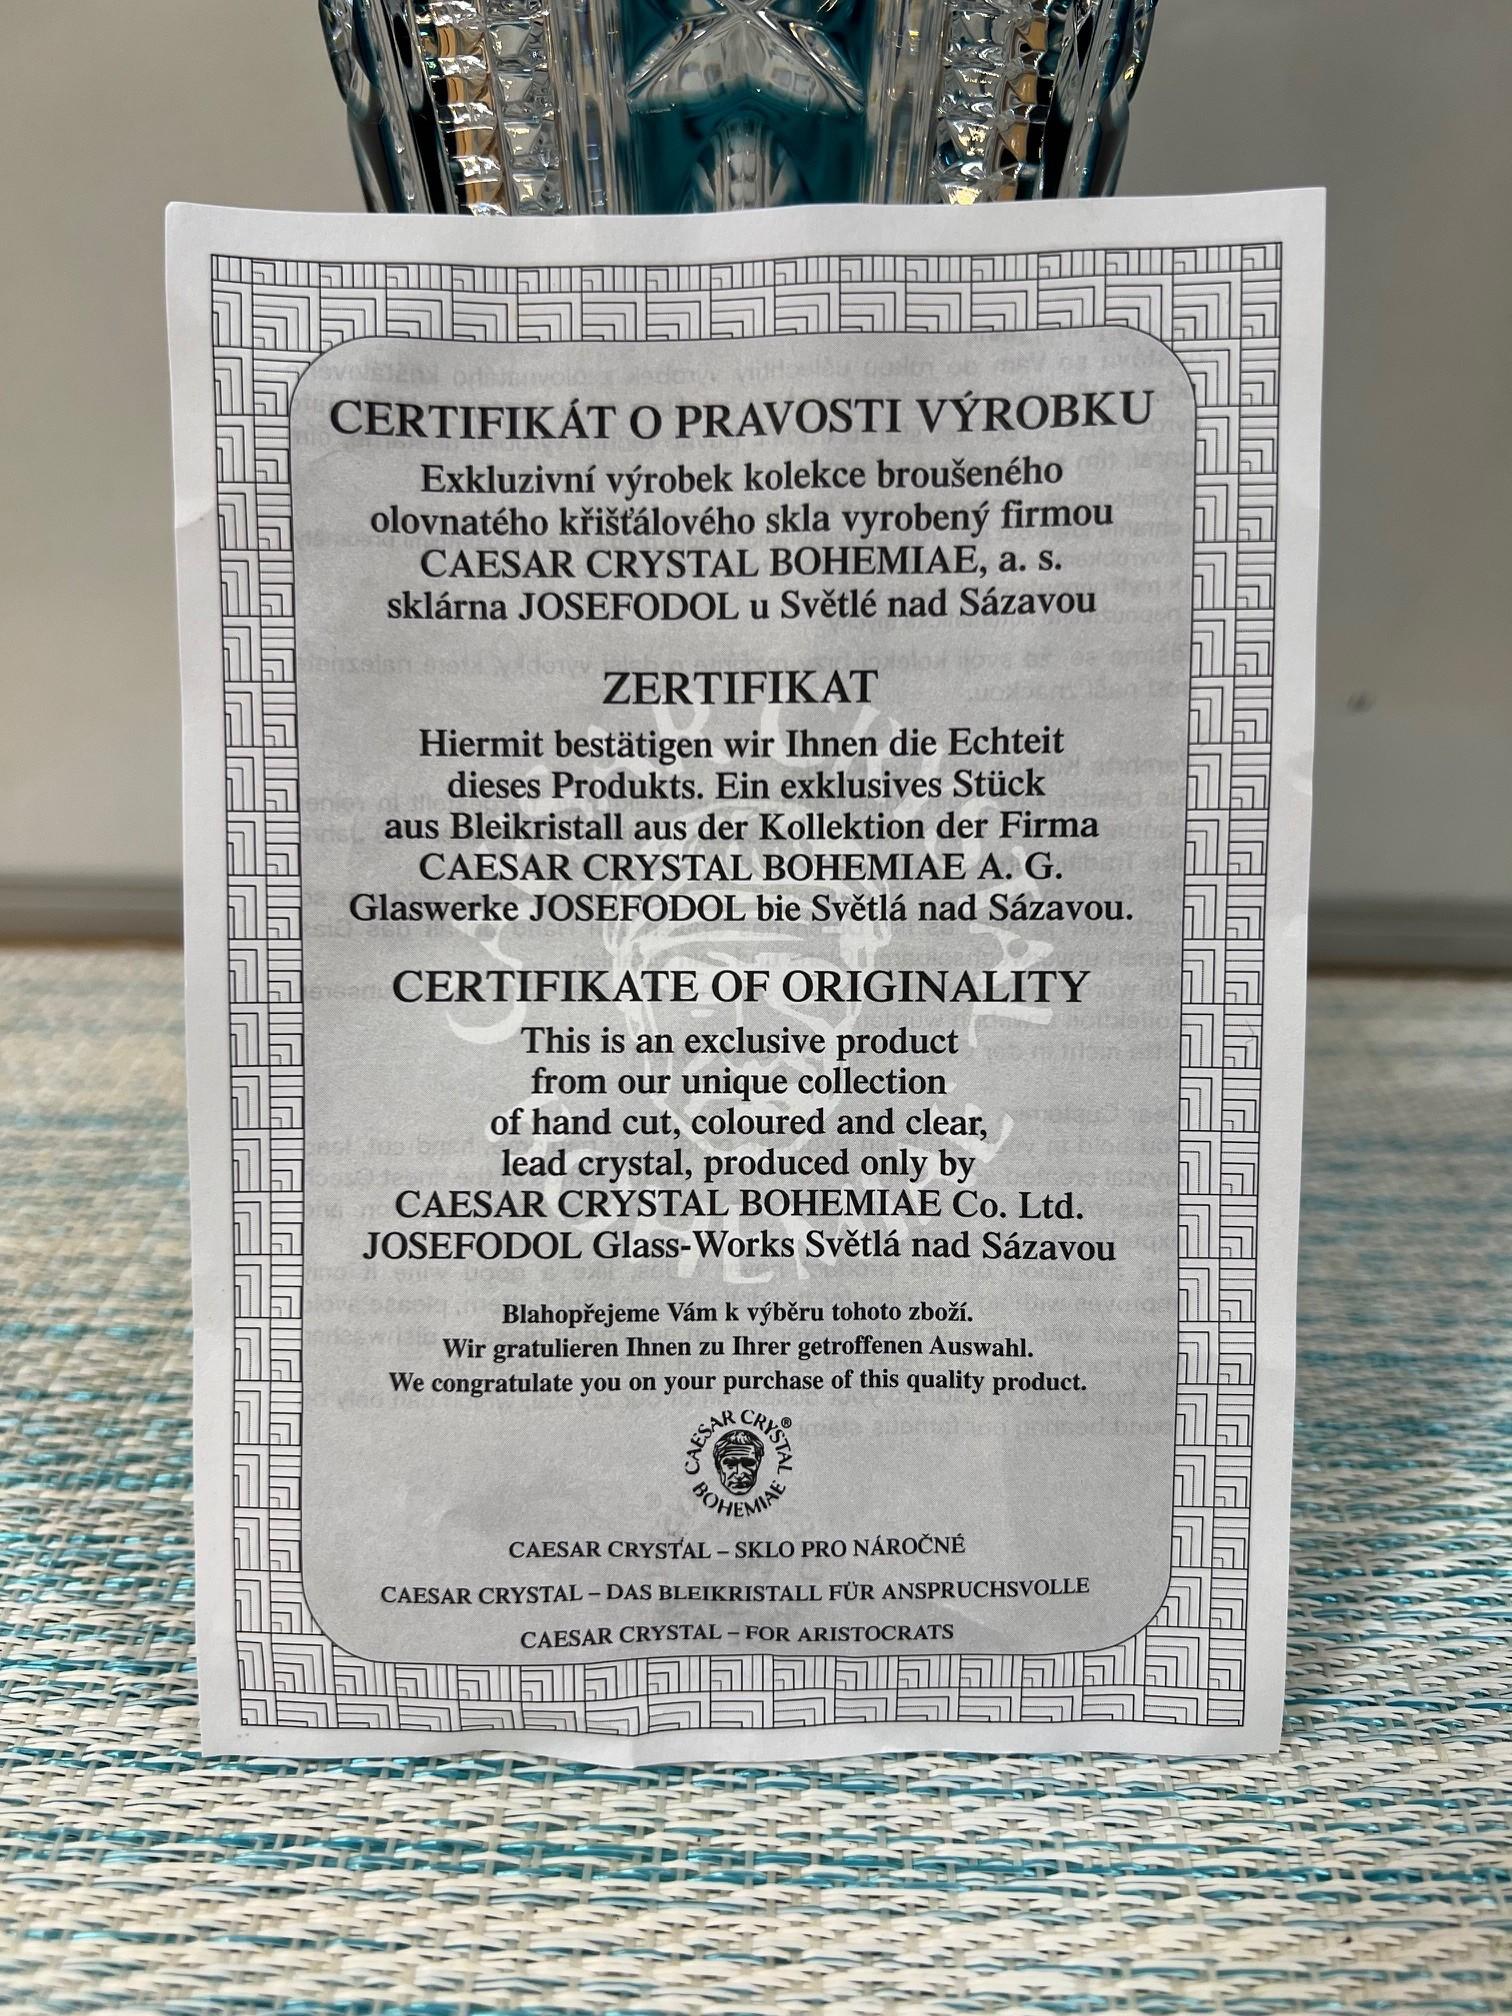 CERTIFIKÁT O PRAVOSTI VÝROBKU
Exkluzivní výrobek kolekce broušeného
olovnatého křišťálového skla vyrobený firmou
CAESAR CRYSTAL BOHEMIAE, a. s.
sklárna JOSEFODOL u Světlé nad Sázavou
ZERTIFIKAT
Hiermit bestätigen wir Ihnen die Echteit
dieses Produkts. Ein exklusives Stück
aus Bleikristall aus der Kollektion der Firma
CAESAR CRYSTAL BOHEMIAE A. G.
Glaswerke JOSEFODOL bie Světlá nad Sázavou.
CERTIFIKATE OF ORIGINALITY
This is an exclusive product
from our unique collection
of hand cut, coloured and clear,
lead crystal, produced only by
CAESAR CRYSTAL BOHEMIAE Co. Ltd.
JOSEFODOL Glass-Works Světlá nad Sázavou
Blahopřejeme Vám k výběru tohoto zboží.
Wir gratulieren Ihnen zu Ihrer getroffenen Auswahl.
We congratulate you on your purchase of this quality product.
CAESAR CRYSTAL®
BOHEMIAE
CAESAR CRYSTAL – SKLO PRO NÁROČNÉ
CAESAR CRYSTAL – DAS BLEIKRISTALL FÜR ANSPRUCHSVOLLE
CAESAR CRYSTAL – FOR ARISTOCRATS